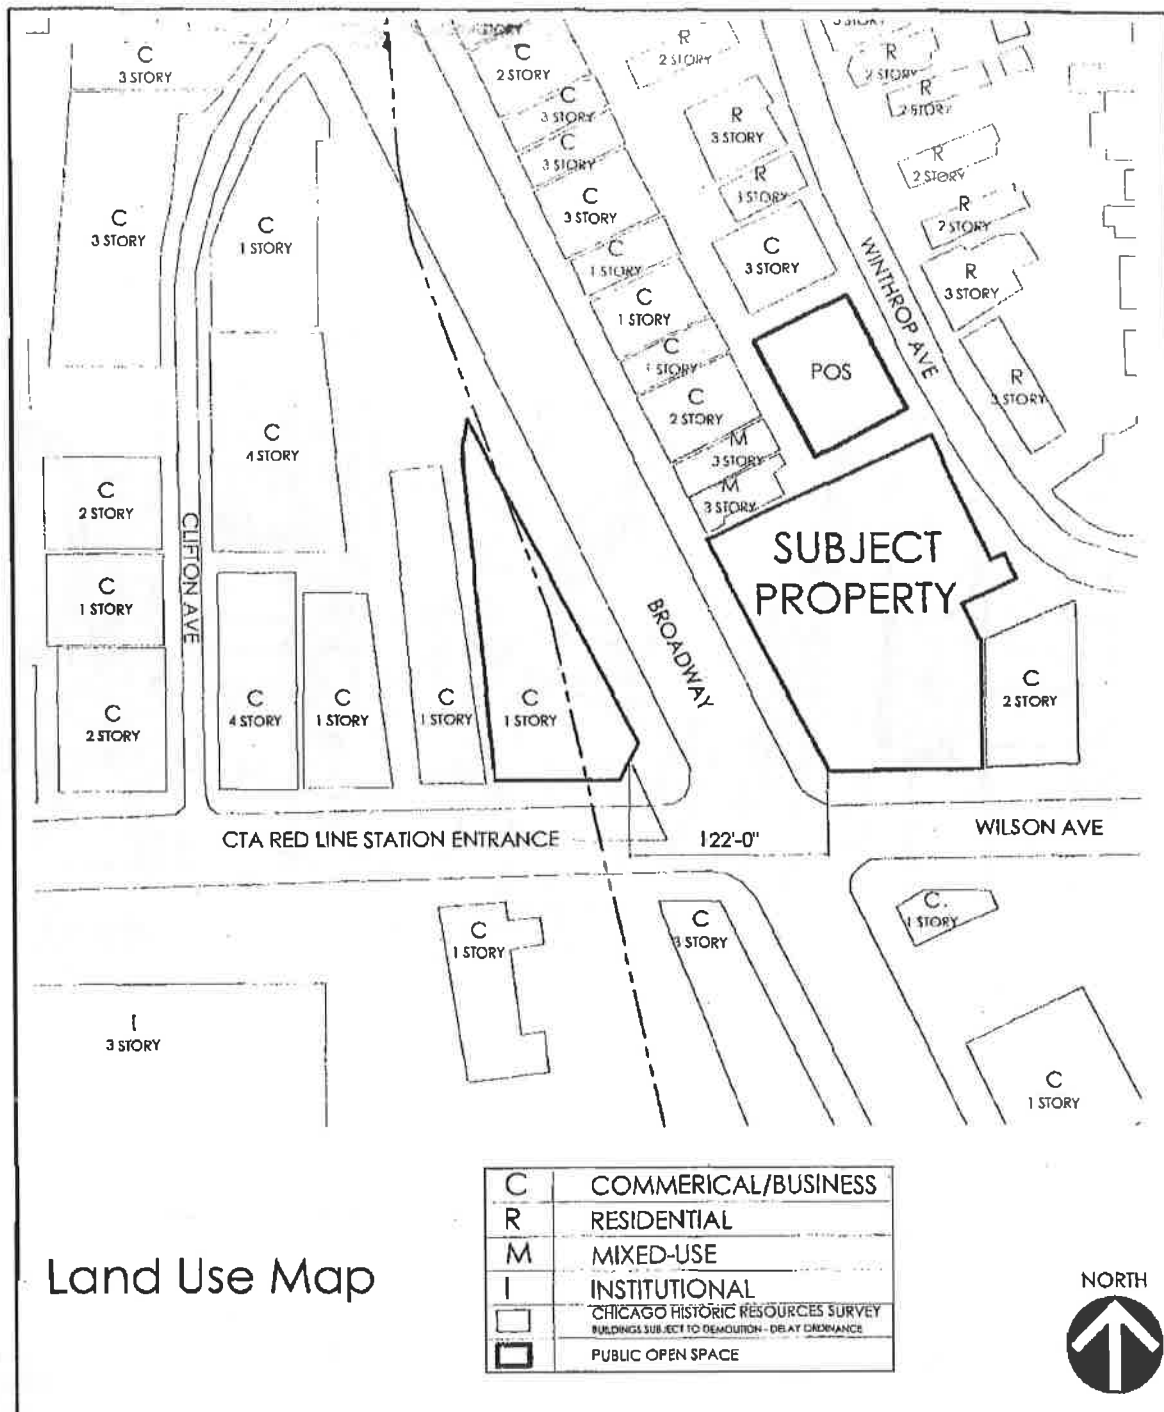 C
3 STORY
STORY
C
2 STORY
C
3 STORY
C
3 STORY
C
3 STORY
C
1 STORY
C
1 STORY
C
1 STORY
C
2 STORY
M
3 STORY
M
3 STORY
R
2 STORY
R
3 STORY
R
3 STORY
C
3 STORY
POS
3 STORY
R
2 STORY
R
2 STORY
R
2 STORY
R
2 STORY
R
3 STORY
R
3 STORY
WINTHROP AVE
C
3 STORY
C
1 STORY
C
4 STORY
C
2 STORY
C
1 STORY
C
2 STORY
CLIFTON AVE
C
4 STORY
C
1 STORY
C
1 STORY
C
1 STORY
BROADWAY
SUBJECT
PROPERTY
C
2 STORY
CTA RED LINE STATION ENTRANCE
122'-0"
WILSON AVE
C
1 STORY
C
3 STORY
C.
1 STORY
I
3 STORY
C
1 STORY
C COMMERICAL/BUSINESS
R RESIDENTIAL
M MIXED-USE
I INSTITUTIONAL
CHICAGO HISTORIC RESOURCES SURVEY
BUILDINGS SUBJECT TO DEMOLITION - DELAY ORDINANCE
PUBLIC OPEN SPACE
Land Use Map
NORTH